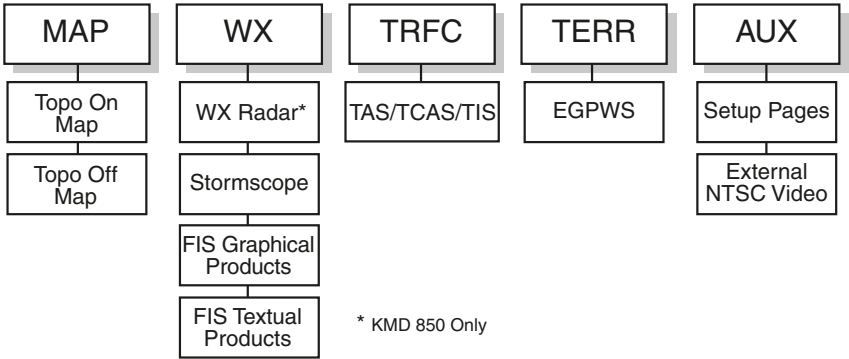 MAP
WX
TRFC
TERR
AUX
Topo On
Map
WX Radar*
TAS/TCAS/TIS
EGPWS
Setup Pages
Topo Off
Map
Stormscope
External
NTSC Video
FIS Graphical
Products
FIS Textual
Products
* KMD 850 Only